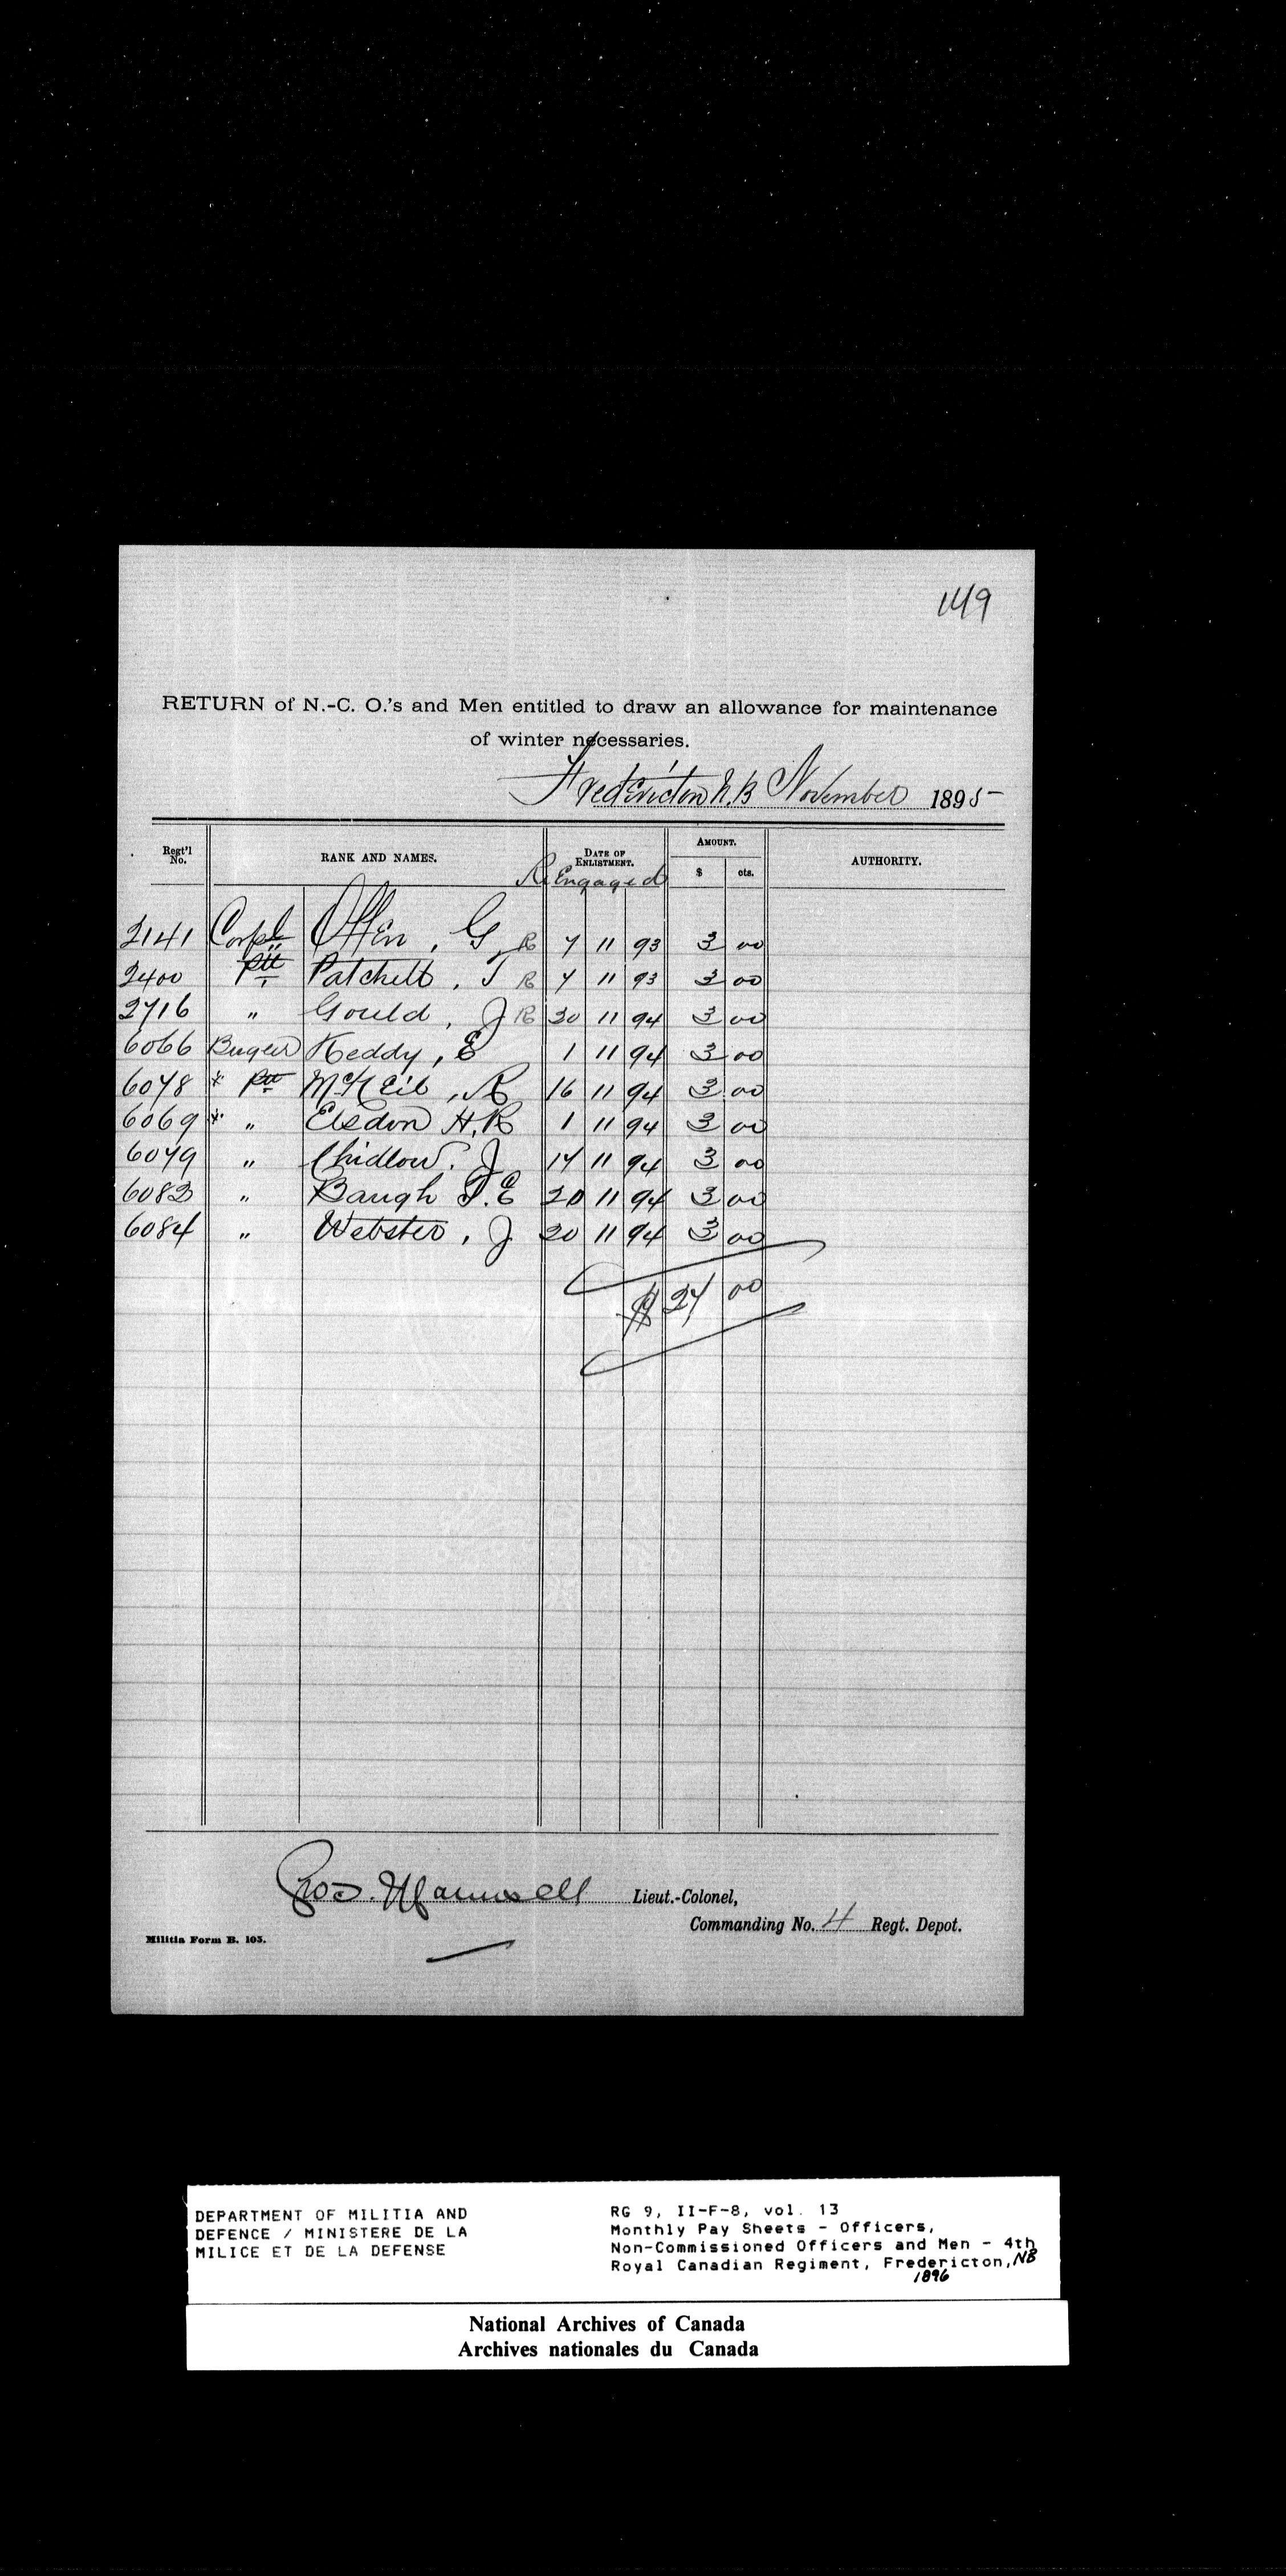 149
RETURN of N.-C. O.'s and Men entitled to draw an allowance for maintenance
of winter necessaries.
Fredericton N.B November 1895
Regt'l No. RANK AND NAMES. DATE OF ENLISTMENT. AMOUNT. $ cts. AUTHORITY.
Re Engaged
2141 Corpl Offen, G R 7 11 93 3 00
2400 Pte Patchett, T R 7 11 93 3 00
2716 " Gould, J R 30 11 94 3 00
6066 Bugler Keddy, E 1 11 94 3 00
6078 * Pte McNeil, R 16 11 94 3 00
6069 * " Elsdon H.R 1 11 94 3 00
6079 " Chidlow. J 17 11 94 3 00
6083 " Baugh T.E 20 11 94 3 00
6084 " Webster, J 20 11 94 3 00
$ 27 00
Geo. J. Maunsell Lieut.-Colonel,
Commanding No. 4 Regt. Depot.
Militia Form B. 103.
DEPARTMENT OF MILITIA AND
DEFENCE / MINISTERE DE LA
MILICE ET DE LA DEFENSE
RG 9, II-F-8, vol. 13
Monthly Pay Sheets - Officers,
Non-Commissioned Officers and Men - 4th
Royal Canadian Regiment, Fredericton, NB
1896
National Archives of Canada
Archives nationales du Canada